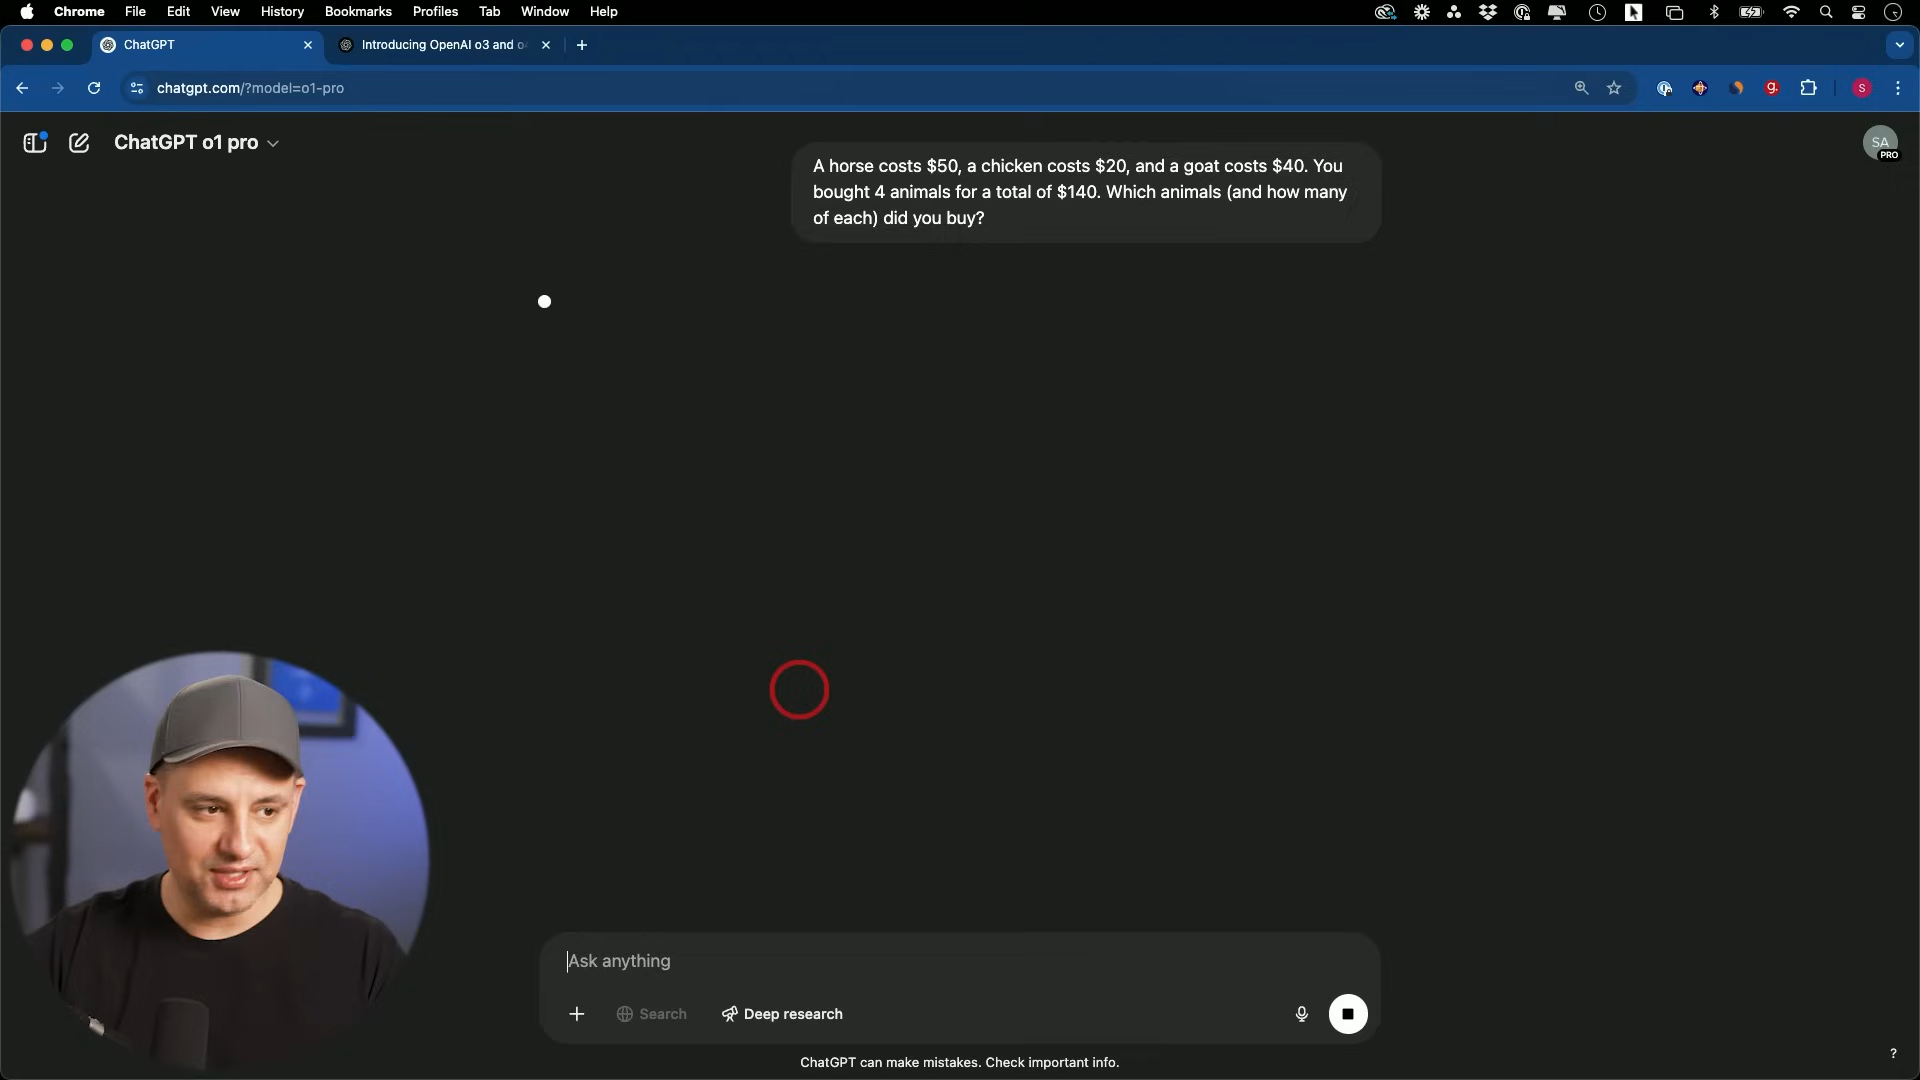 Chrome File Edit View History Bookmarks Profiles Tab Window Help
ChatGPT
Introducing OpenAI o3 and o
chatgpt.com/?model=o1-pro
g.
S
ChatGPT o1 pro
SA
PRO
A horse costs $50, a chicken costs $20, and a goat costs $40. You
bought 4 animals for a total of $140. Which animals (and how many
of each) did you buy?
Ask anything
Search Deep research
ChatGPT can make mistakes. Check important info.
?